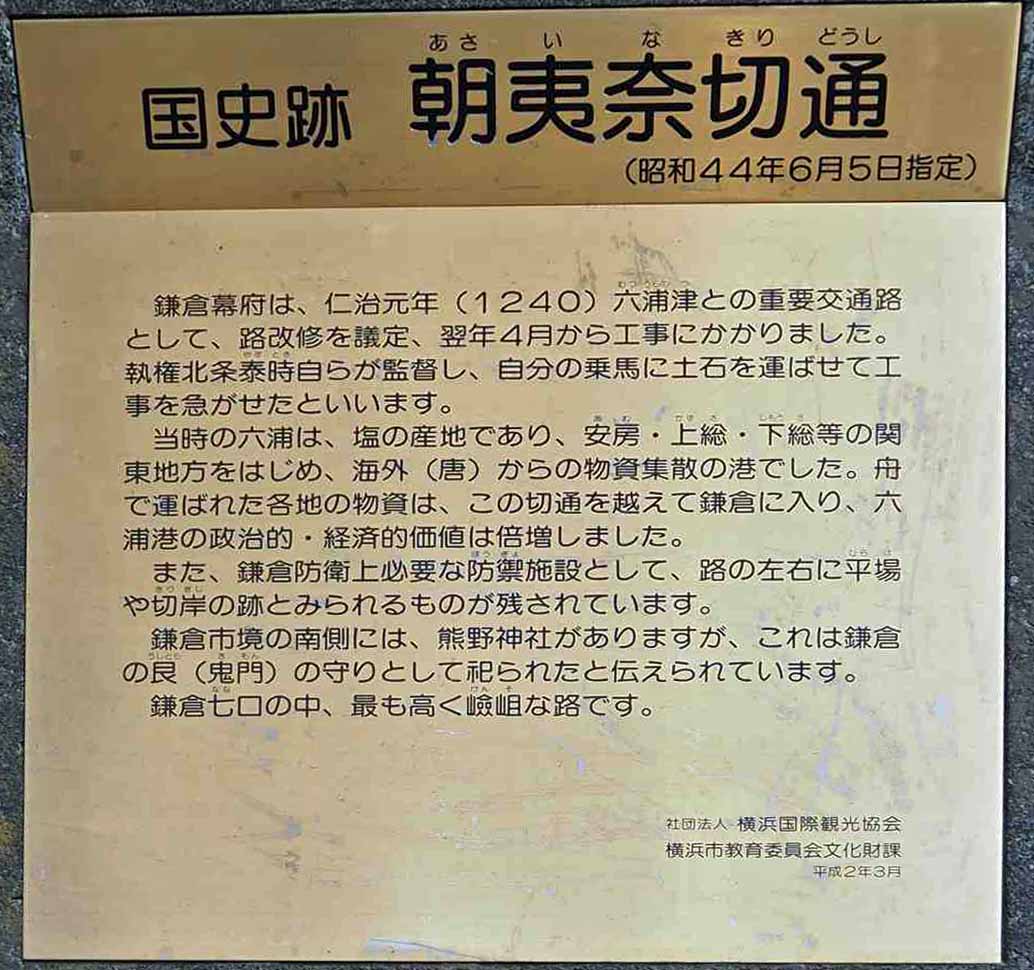 あさ い な きり どうし
国史跡 朝夷奈切通
（昭和44年6月5日指定）
鎌倉幕府は、仁治元年（1240）六浦津との重要交通路
として、路改修を議定、翌年4月から工事にかかりました。
執権北条泰時自らが監督し、自分の乗馬に土石を運ばせて工
事を急がせたといいます。
当時の六浦は、塩の産地であり、安房・上総・下総等の関
東地方をはじめ、海外（唐）からの物資集散の港でした。舟
で運ばれた各地の物資は、この切通を越えて鎌倉に入り、六
浦港の政治的・経済的価値は倍増しました。
また、鎌倉防衛上必要な防禦施設として、路の左右に平場
や切岸の跡とみられるものが残されています。
鎌倉市境の南側には、熊野神社がありますが、これは鎌倉
の艮（鬼門）の守りとして祀られたと伝えられています。
鎌倉七口の中、最も高く嶮岨な路です。
社団法人 横浜国際観光協会
横浜市教育委員会文化財課
平成2年3月